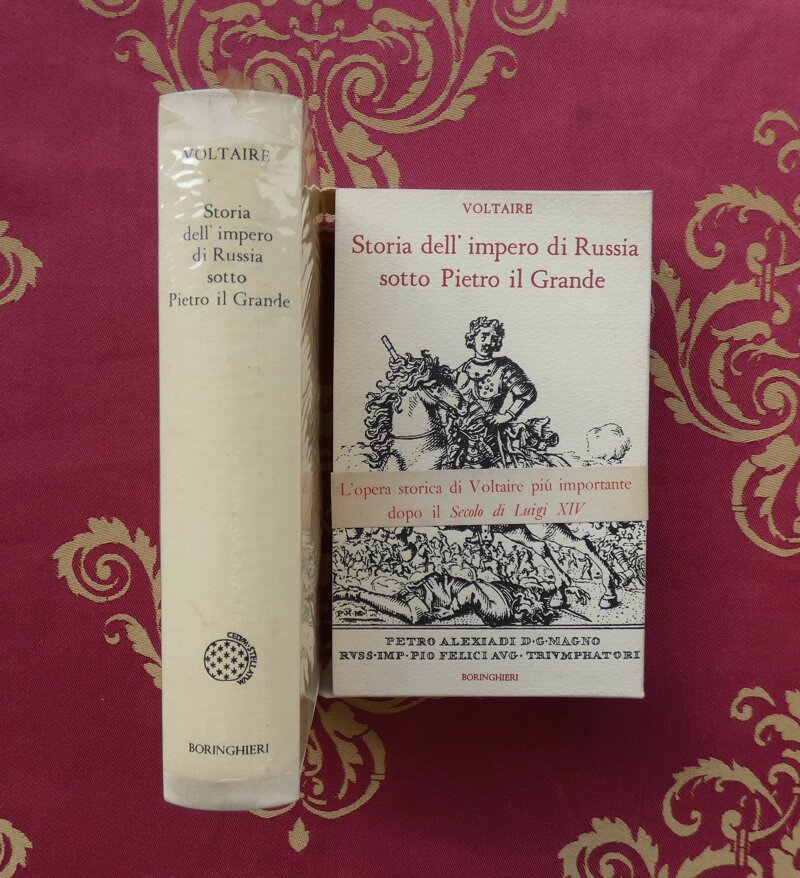 VOLTAIRE
Storia
dell' impero
di Russia
sotto
Pietro il Grande
BORINGHIERI
VOLTAIRE
Storia dell' impero di Russia
sotto Pietro il Grande
L'opera storica di Voltaire piú importante
dopo il Secolo di Luigi XIV
PETRO ALEXIADI D·G·MAGNO
RVSS·IMP·PIO FELICI AVG· TRIVMPHATORI
BORINGHIERI